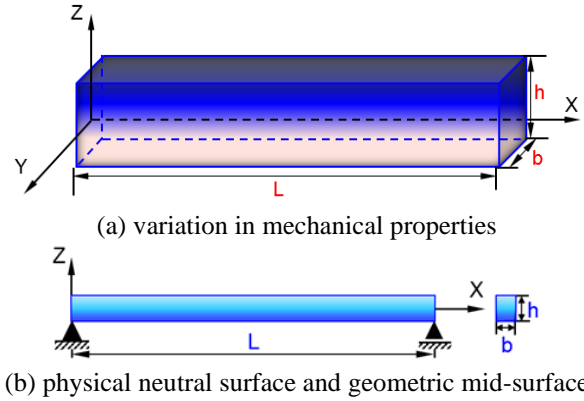 Z
h
X
Y
b
L
(a) variation in mechanical properties
Z
X
h
L
b
(b) physical neutral surface and geometric mid-surface